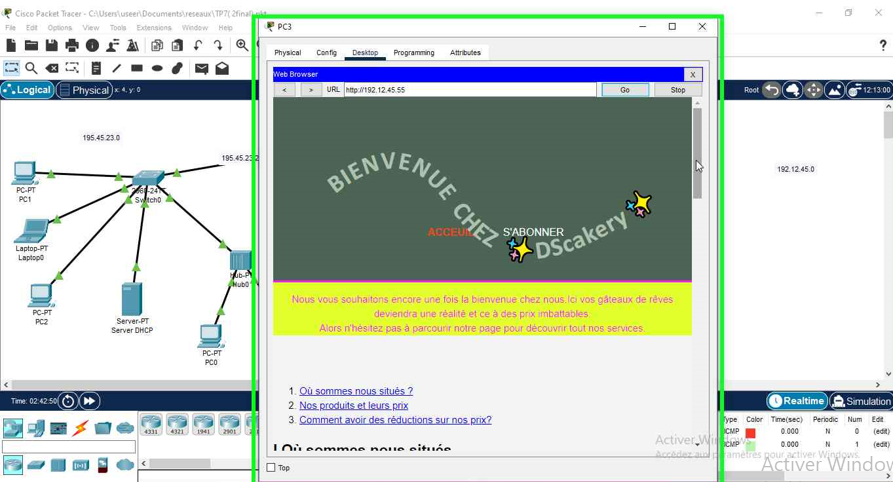 Cisco Packet Tracer - C:\Users\useer\Documents\reseaux\TP7( 2final).pkt
File Edit Options View Tools Extensions Window Help
Logical Physical x: 4, y: 0
Root 12:13:00
195.45.23.0
195.45.23.2
192.12.45.0
PC-PT
PC1
2960-24TT
Switch0
Laptop-PT
Laptop0
Hub-PT
Hub0
PC-PT
PC2
Server-PT
Server DHCP
PC-PT
PC0
PC3
Physical Config Desktop Programming Attributes
Web Browser X
< > URL http://192.12.45.55 Go Stop
BIENVENUE CHEZ DScakery
ACCEUIL S'ABONNER
Nous vous souhaitons encore une fois la bienvenue chez nous.Ici vos gâteaux de rêves
deviendra une réalité et ce à des prix imbattables
Alors n'hésitez pas à parcourir notre page pour découvrir tout nos services.
1. Où sommes nous situés ?
2. Nos produits et leurs prix
3. Comment avoir des réductions sur nos prix?
Top
Time: 02:42:50
Realtime Simulation
4331 4321 1941 2901
Type Color Time(sec) Periodic Num Edit
ICMP 0.000 N 0 (edit)
ICMP 0.000 N 1 (edit)
Activer Windows
Accédez aux paramètres pour activer Windows.
Activer Window